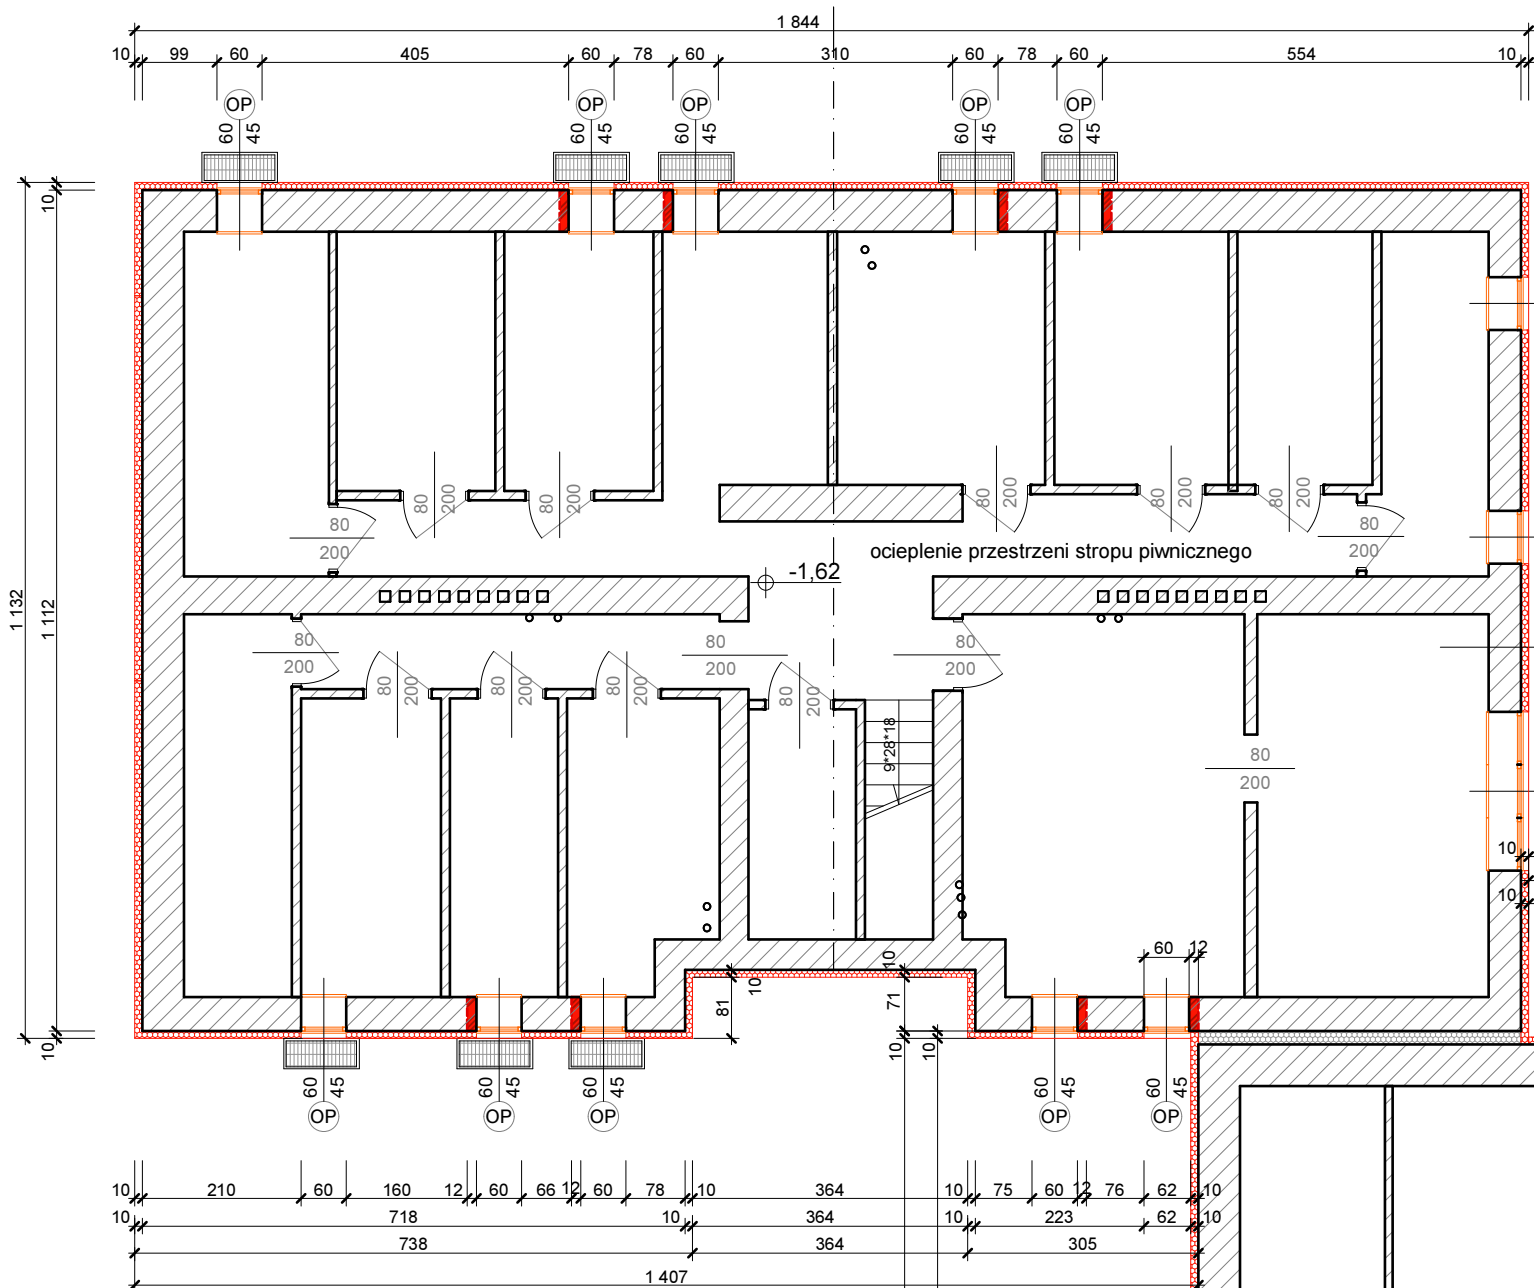 1 844
10 99 60 405 60 78 60 310 60 78 60 554 10
OP OP OP OP OP
60 45 60 45 60 45 60 45 60 45
10
1 132
1 112
10
80 200 80 200 80 200 80 200 80 200
80
200
80
200
ocieplenie przestrzeni stropu piwnicznego
-1,62
80
200
80
200
80
200
80 200 80 200 80 200 80 200
9*28*18
80
200
10
10
60 12
10
10
81
71
10 10
60 45 60 45 60 45 60 45 60 45
OP OP OP OP OP
10 210 60 160 12 60 66 12 60 78 10 364 10 75 60 12 76 62 10
10 718 10 364 10 223 62 10
738 364 305
1 407